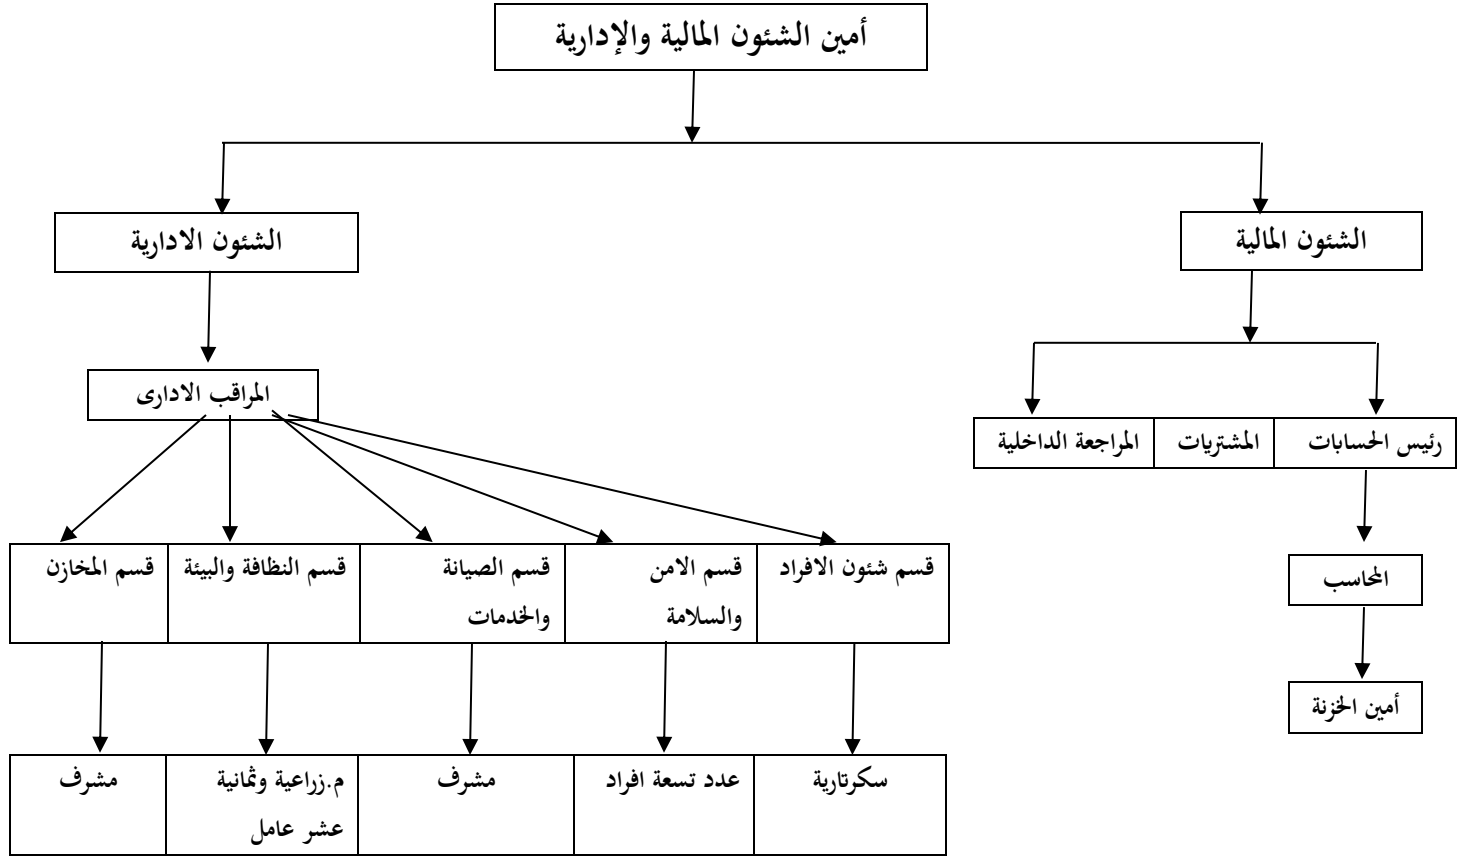 أمين الشئون المالية والإدارية
الشئون المالية
الشئون الادارية
المراقب الادارى
رئيس الحسابات
المشتريات
المراجعة الداخلية
المحاسب
أمين الخزنة
قسم شئون الافراد
قسم الامن
والسلامة
قسم الصيانة
والخدمات
قسم النظافة والبيئة
قسم المخازن
سكرتارية
عدد تسعة افراد
مشرف
م.زراعية وثمانية
عشر عامل
مشرف